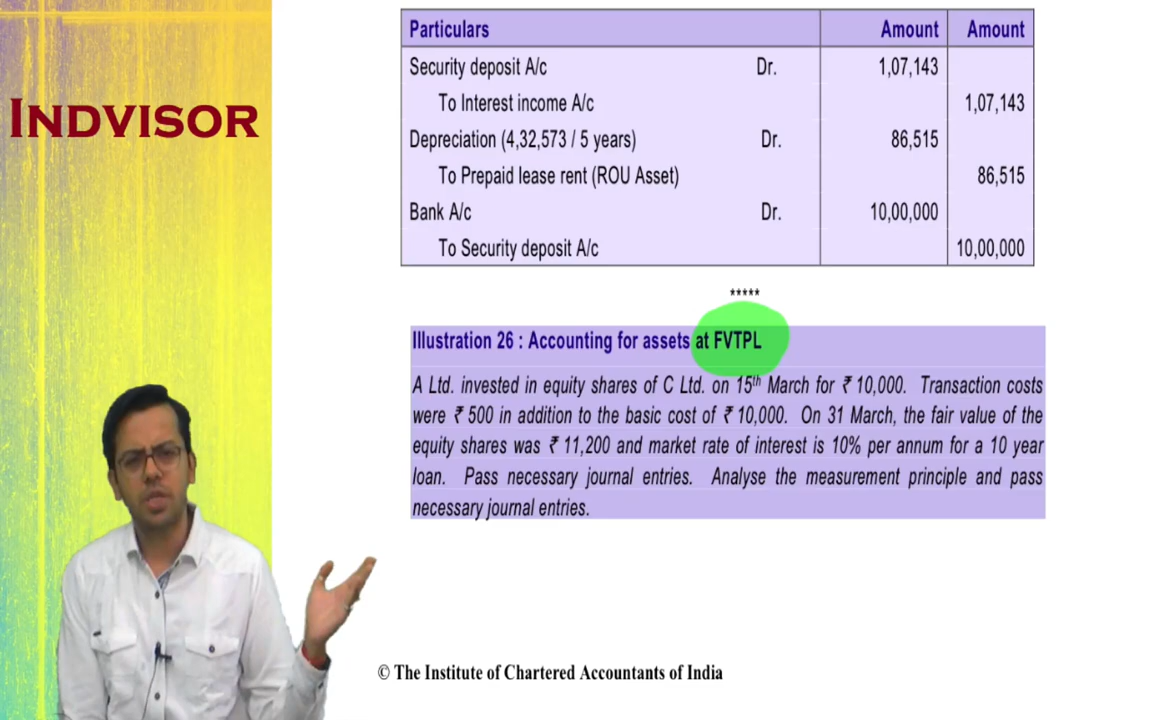 INDVISOR
Particulars Amount Amount
Security deposit A/c Dr. 1,07,143
To Interest income A/c 1,07,143
Depreciation (4,32,573 / 5 years) Dr. 86,515
To Prepaid lease rent (ROU Asset) 86,515
Bank A/c Dr. 10,00,000
To Security deposit A/c 10,00,000
*****
Illustration 26 : Accounting for assets at FVTPL
A Ltd. invested in equity shares of C Ltd. on 15th March for ₹ 10,000. Transaction costs
were ₹ 500 in addition to the basic cost of ₹ 10,000. On 31 March, the fair value of the
equity shares was ₹ 11,200 and market rate of interest is 10% per annum for a 10 year
loan. Pass necessary journal entries. Analyse the measurement principle and pass
necessary journal entries.
© The Institute of Chartered Accountants of India